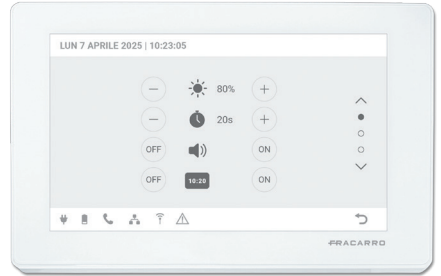 LUN 7 APRILE 2025 | 10:23:05
80%
20s
OFF ON
OFF 10:20 ON
FRACARRO